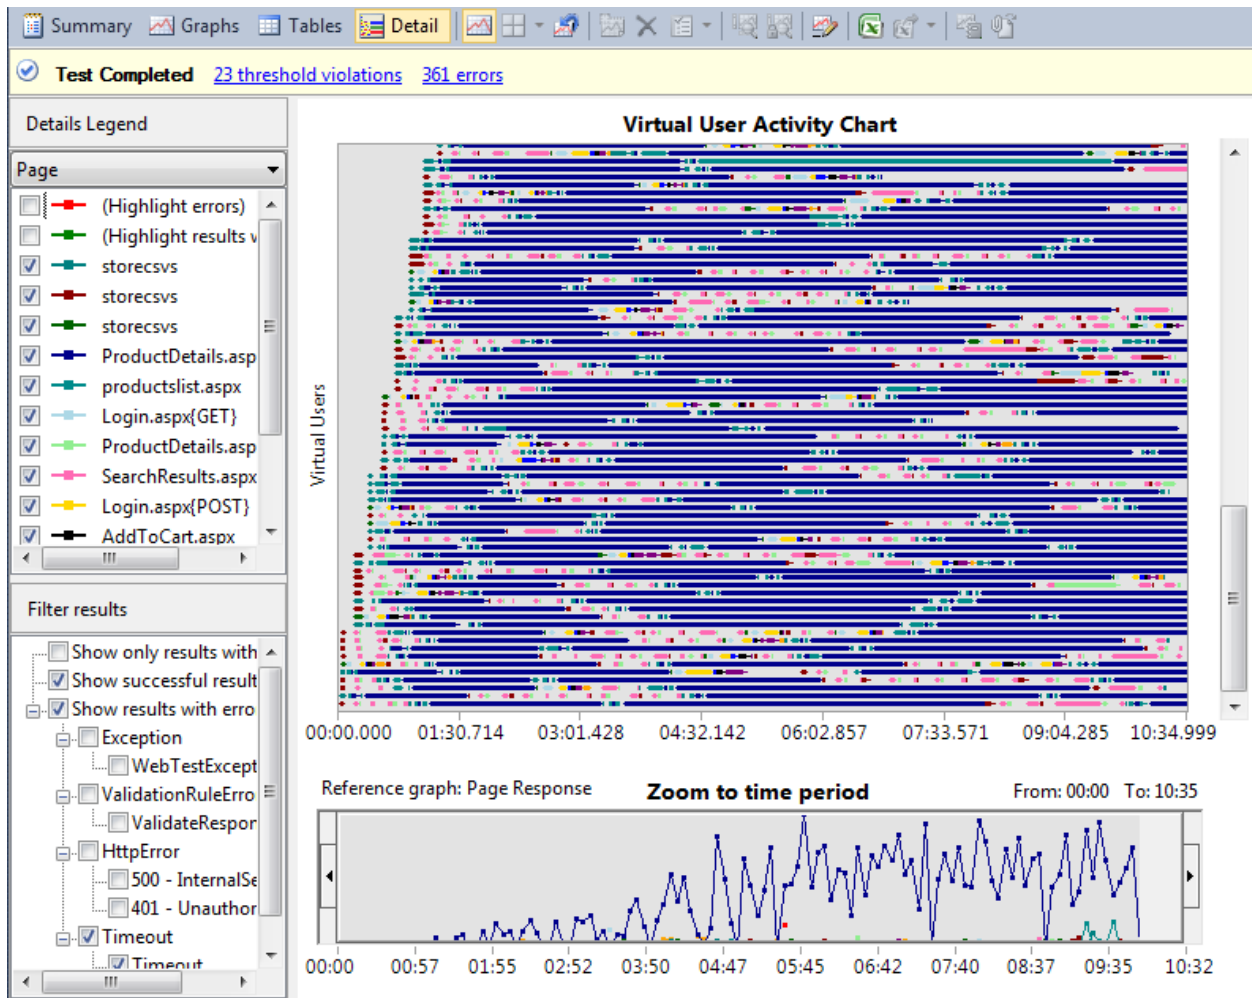 Summary Graphs Tables Detail
Test Completed 23 threshold violations 361 errors
Details Legend
Page
(Highlight errors)
(Highlight results v
storecsvs
storecsvs
storecsvs
ProductDetails.asp
productslist.aspx
Login.aspx{GET}
ProductDetails.asp
SearchResults.aspx
Login.aspx{POST}
AddToCart.aspx
Filter results
Show only results with
Show successful result
Show results with erro
Exception
WebTestExcept
ValidationRuleErro
ValidateRespor
HttpError
500 - InternalSe
401 - Unauthor
Timeout
Timeout
Virtual User Activity Chart
Virtual Users
00:00.000 01:30.714 03:01.428 04:32.142 06:02.857 07:33.571 09:04.285 10:34.999
Reference graph: Page Response Zoom to time period From: 00:00 To: 10:35
00:00 00:57 01:55 02:52 03:50 04:47 05:45 06:42 07:40 08:37 09:35 10:32